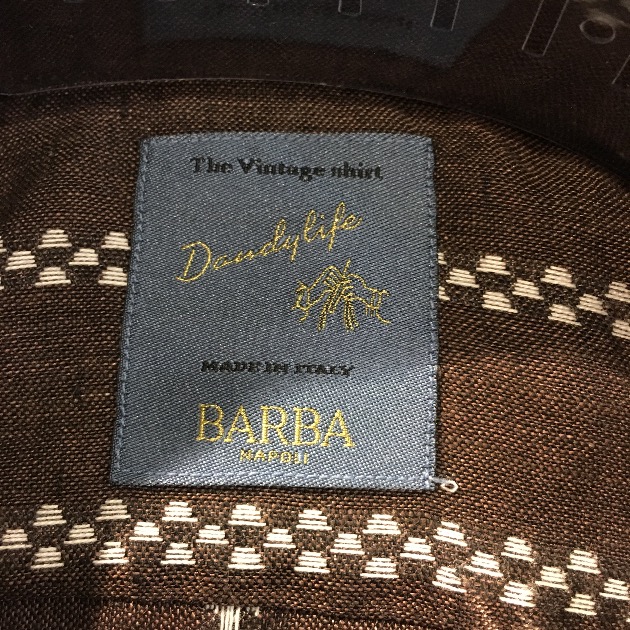 The Vintage shirt
Dandylife
MADE IN ITALY
BARBA
NAPOLI